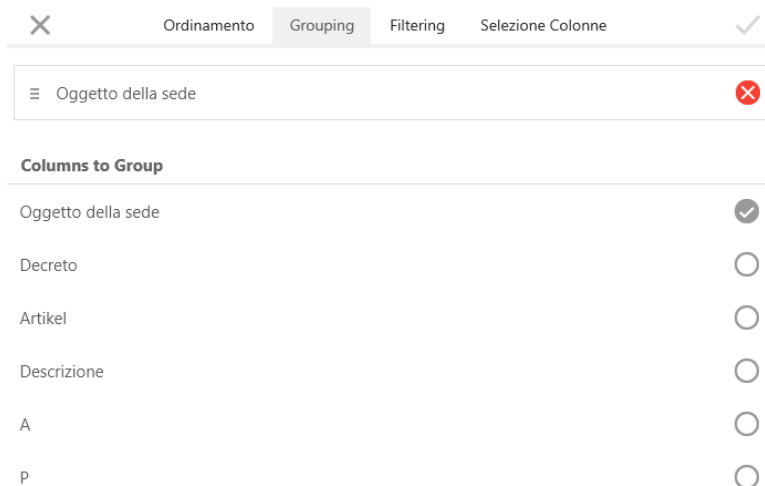 Ordinamento Grouping Filtering Selezione Colonne
Oggetto della sede
Columns to Group
Oggetto della sede
Decreto
Artikel
Descrizione
A
P